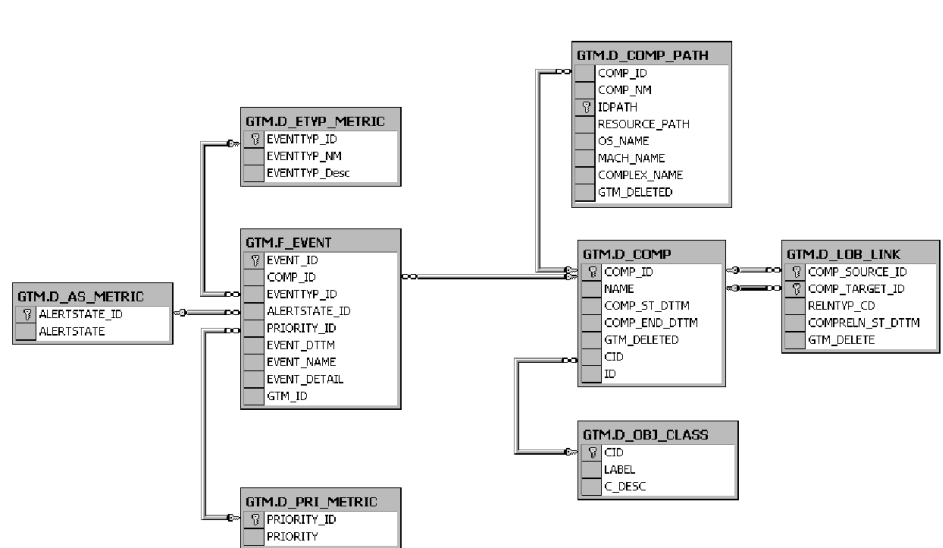 GTM.D_COMP_PATH
COMP_ID
COMP_NM
IDPATH
RESOURCE_PATH
OS_NAME
MACH_NAME
COMPLEX_NAME
GTM_DELETED
GTM.D_ETYP_METRIC
EVENTTYP_ID
EVENTTYP_NM
EVENTTYP_Desc
GTM.F_EVENT
EVENT_ID
COMP_ID
EVENTTYP_ID
ALERTSTATE_ID
PRIORITY_ID
EVENT_DTTM
EVENT_NAME
EVENT_DETAIL
GTM_ID
GTM.D_COMP
COMP_ID
NAME
COMP_ST_DTTM
COMP_END_DTTM
GTM_DELETED
CID
ID
GTM.D_LOB_LINK
COMP_SOURCE_ID
COMP_TARGET_ID
RELNTYP_CD
COMPRELN_ST_DTTM
GTM_DELETE
GTM.D_AS_METRIC
ALERTSTATE_ID
ALERTSTATE
GTM.D_OBJ_CLASS
CID
LABEL
C_DESC
GTM.D_PRI_METRIC
PRIORITY_ID
PRIORITY